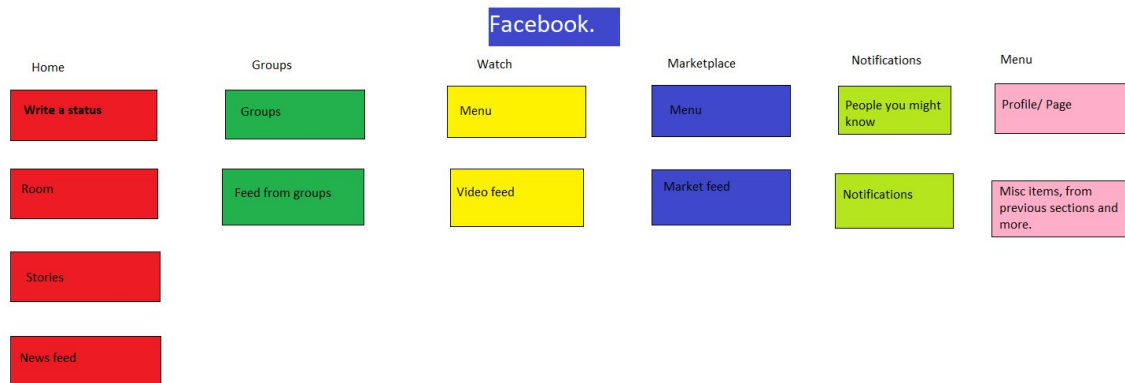 Facebook.
Home
Groups
Watch
Marketplace
Notifications
Menu
Write a status
Groups
Menu
Menu
People you might
know
Profile/ Page
Room
Feed from groups
Video feed
Market feed
Notifications
Misc items, from
previous sections and
more.
Stories
News feed